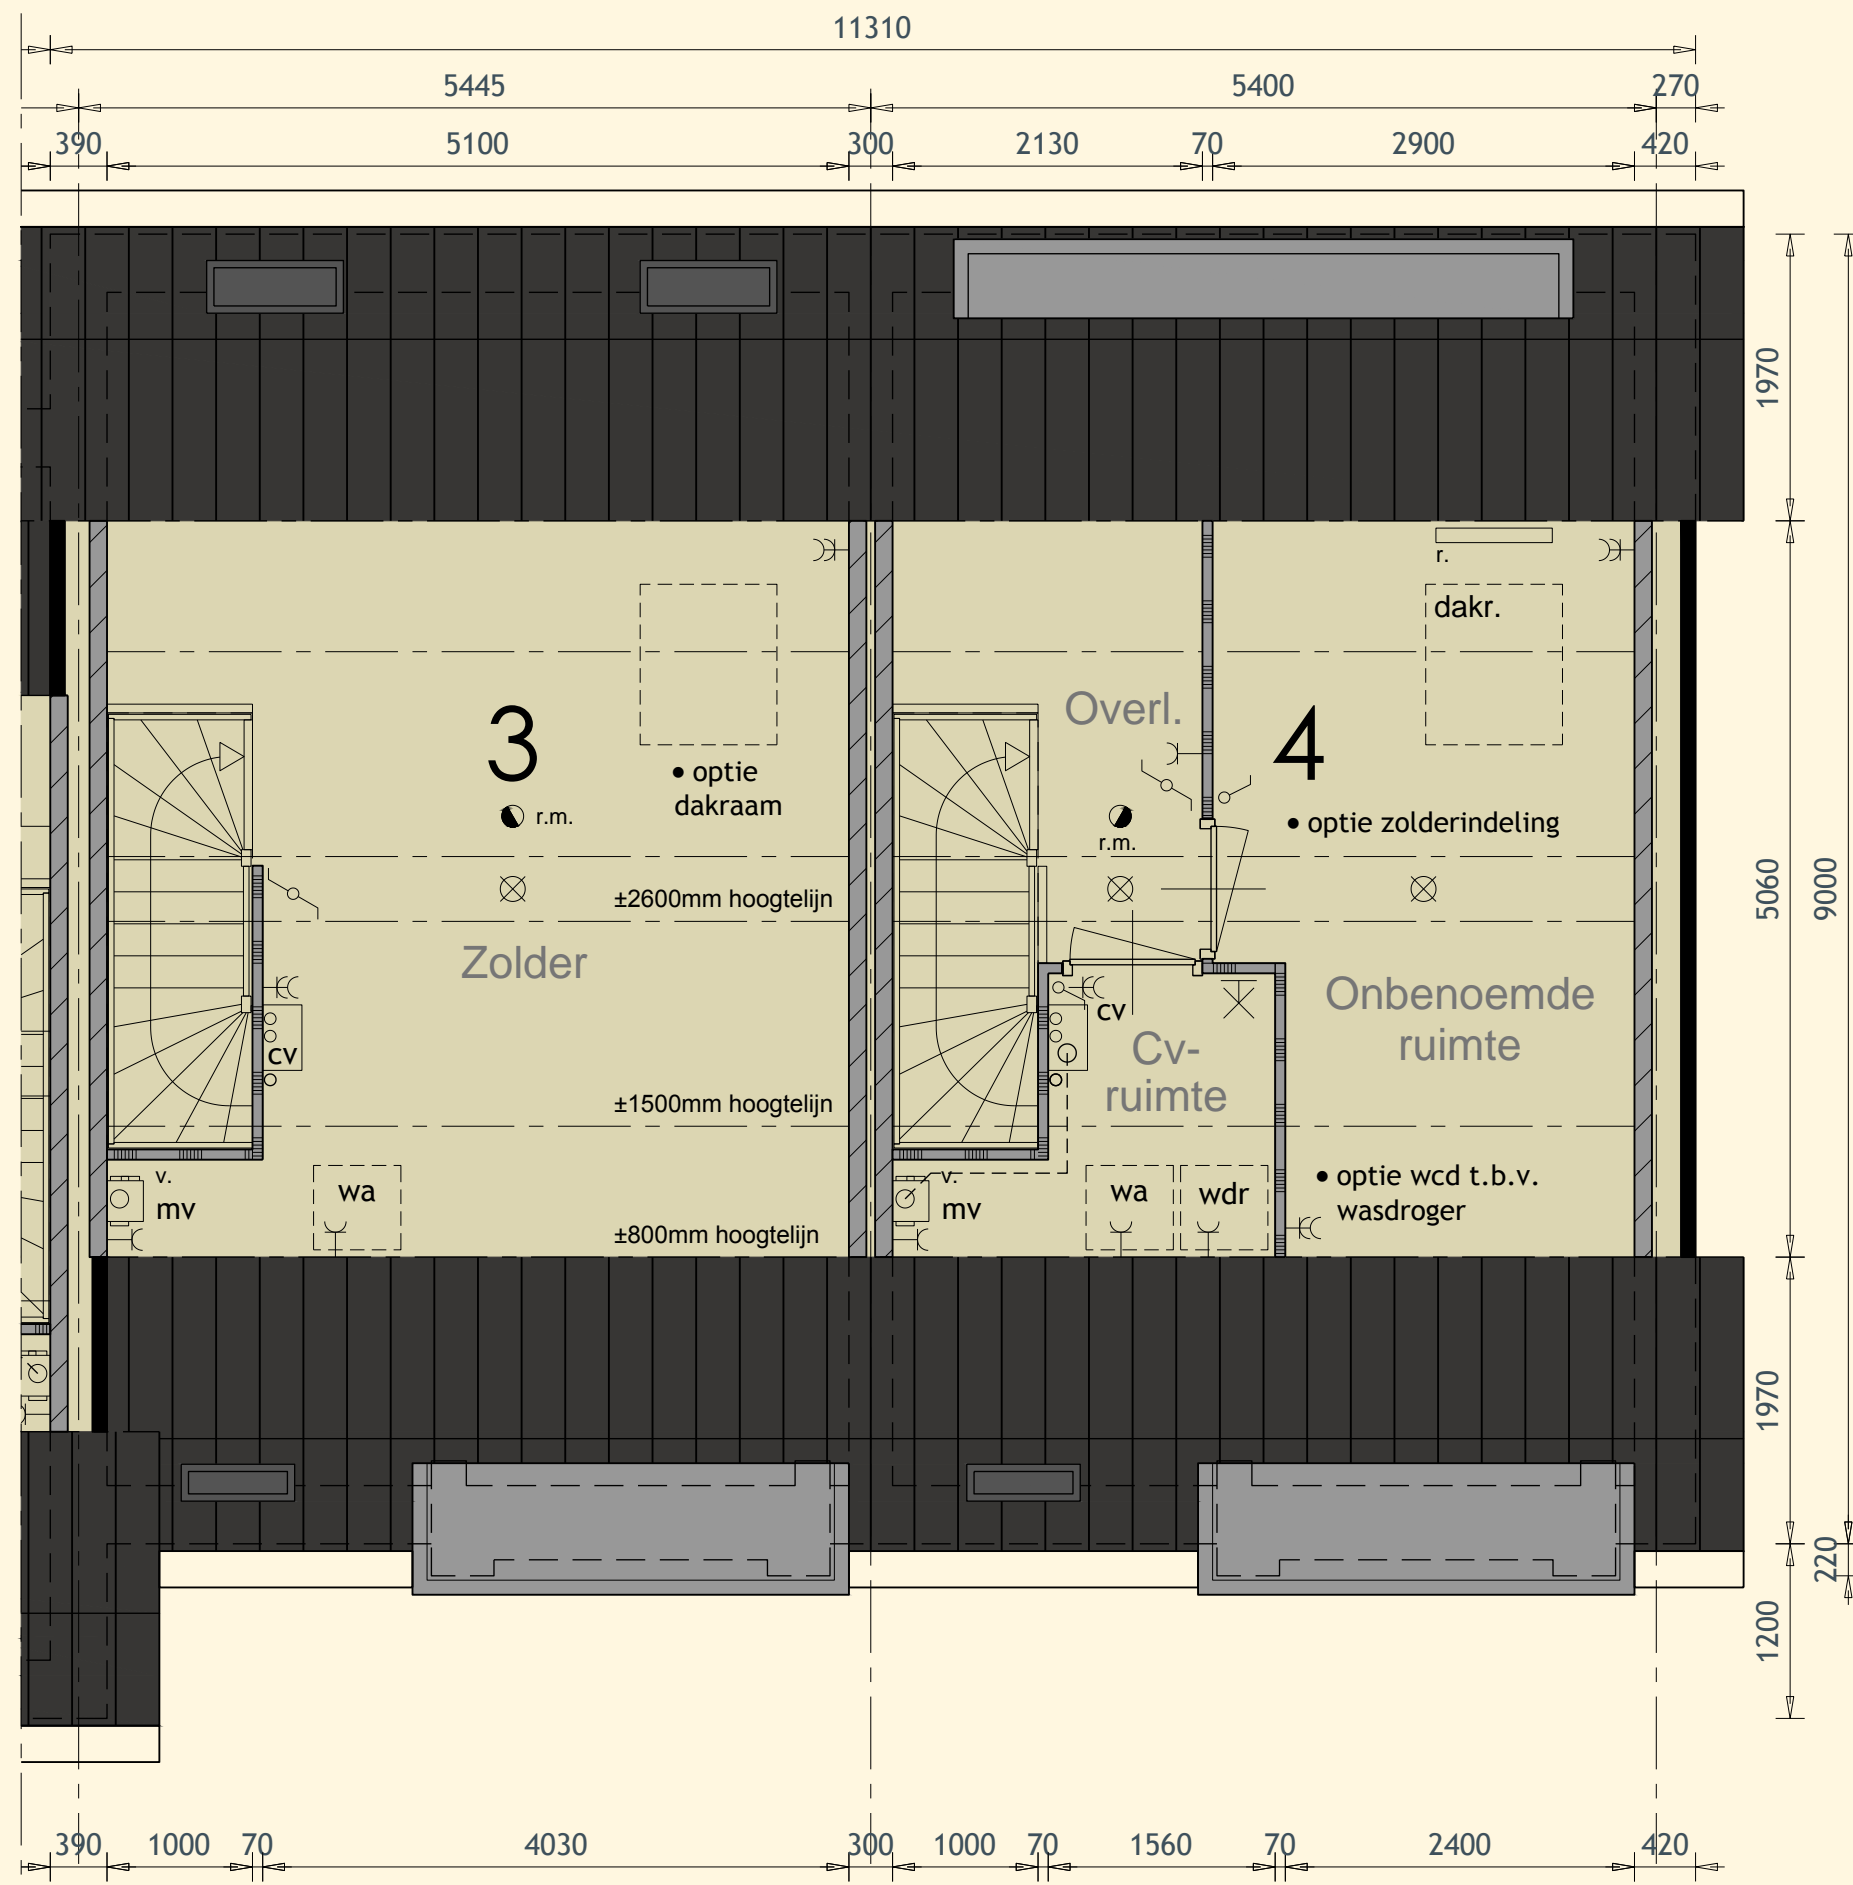 11310
5445 5400 270
390 5100 300 2130 70 2900 420
1970
r.
dakr.
Overl.
3 4
• optie
dakraam
r.m.
r.m.
• optie zolderindeling
±2600mm hoogtelijn
5060 9000
Zolder
Onbenoemde
ruimte
cv
cv
Cv-
ruimte
±1500mm hoogtelijn
v.
mv
wa
v.
mv
wa wdr
• optie wcd t.b.v.
wasdroger
±800mm hoogtelijn
1970
220
1200
390 1000 70 4030 300 1000 70 1560 70 2400 420